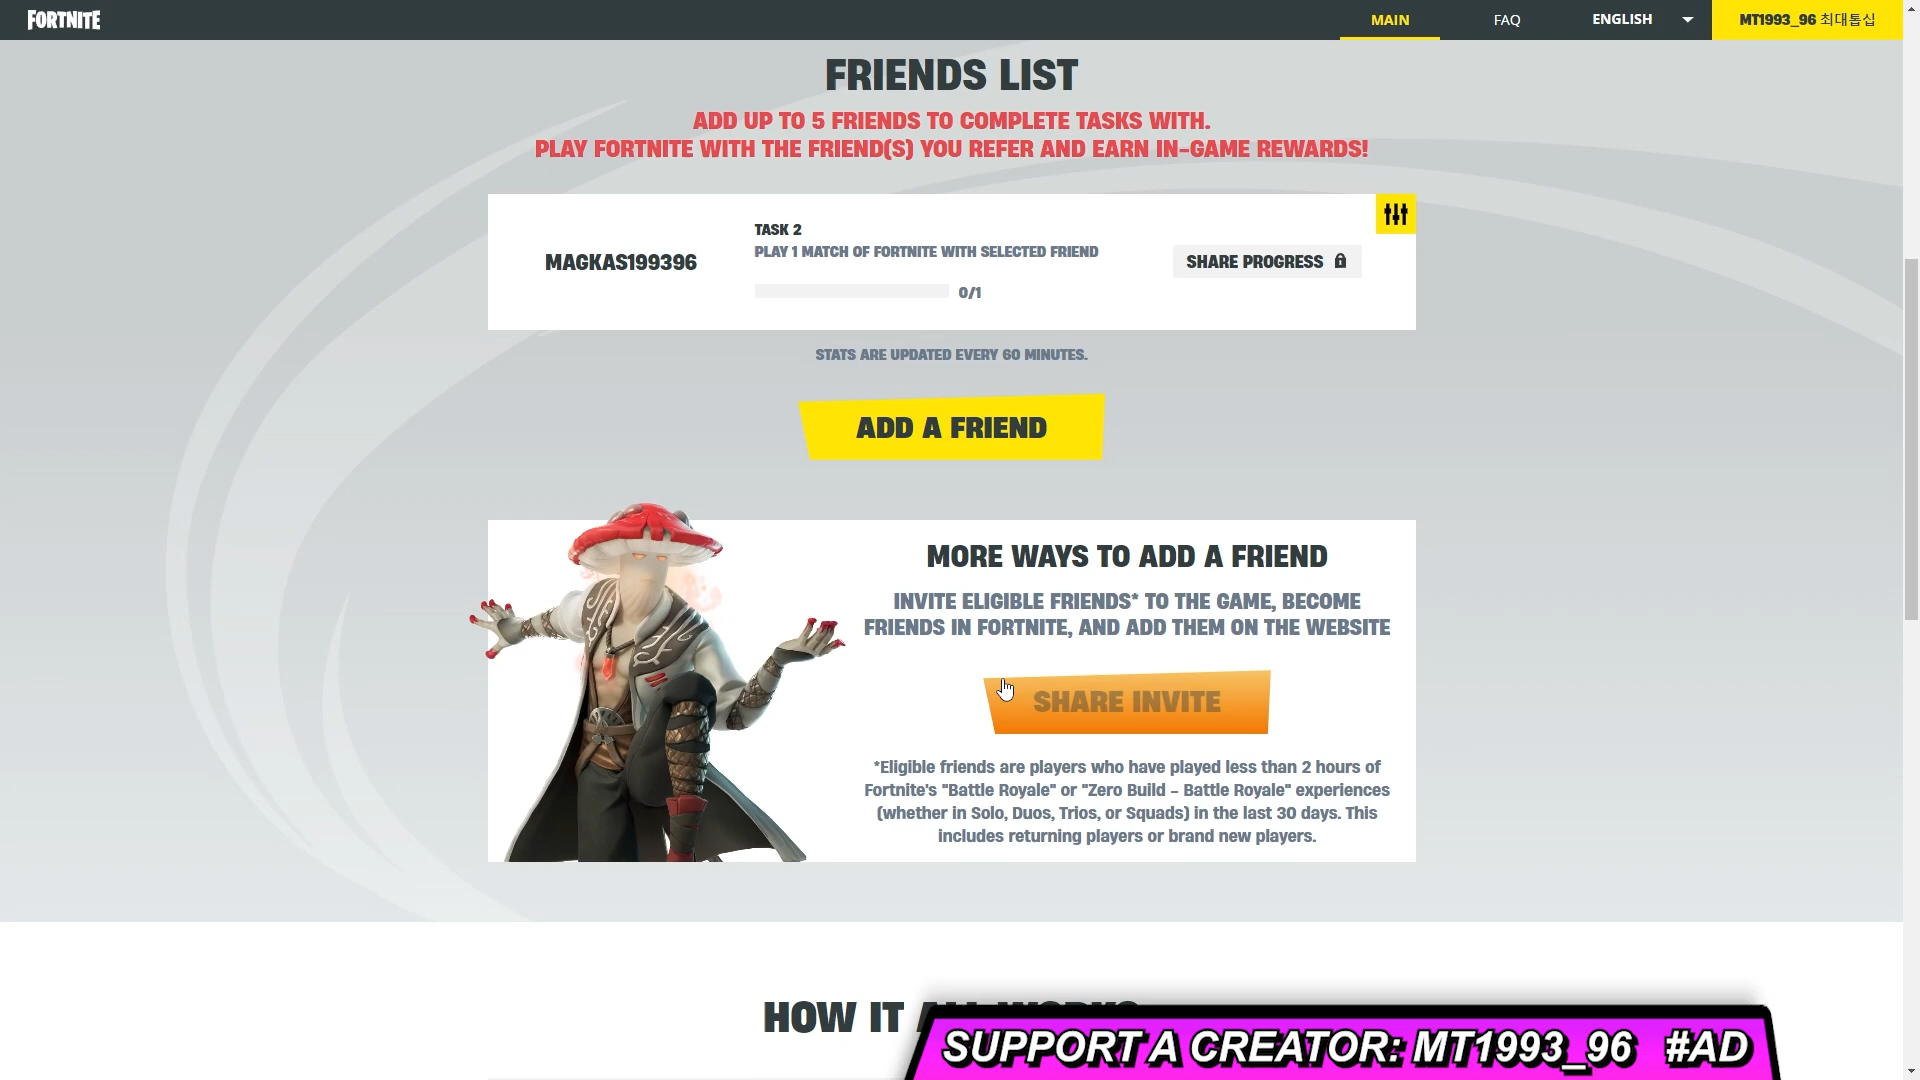 FORTNITE
MAIN
FAQ
ENGLISH
MT1993_96 최대톱십
FRIENDS LIST
ADD UP TO 5 FRIENDS TO COMPLETE TASKS WITH.
PLAY FORTNITE WITH THE FRIEND(S) YOU REFER AND EARN IN-GAME REWARDS!
MAGKAS199396
TASK 2
PLAY 1 MATCH OF FORTNITE WITH SELECTED FRIEND
0/1
SHARE PROGRESS
STATS ARE UPDATED EVERY 60 MINUTES.
ADD A FRIEND
MORE WAYS TO ADD A FRIEND
INVITE ELIGIBLE FRIENDS* TO THE GAME, BECOME
FRIENDS IN FORTNITE, AND ADD THEM ON THE WEBSITE
SHARE INVITE
*Eligible friends are players who have played less than 2 hours of
Fortnite's "Battle Royale" or "Zero Build - Battle Royale" experiences
(whether in Solo, Duos, Trios, or Squads) in the last 30 days. This
includes returning players or brand new players.
HOW IT ALL WORKS
SUPPORT A CREATOR: MT1993_96 #AD